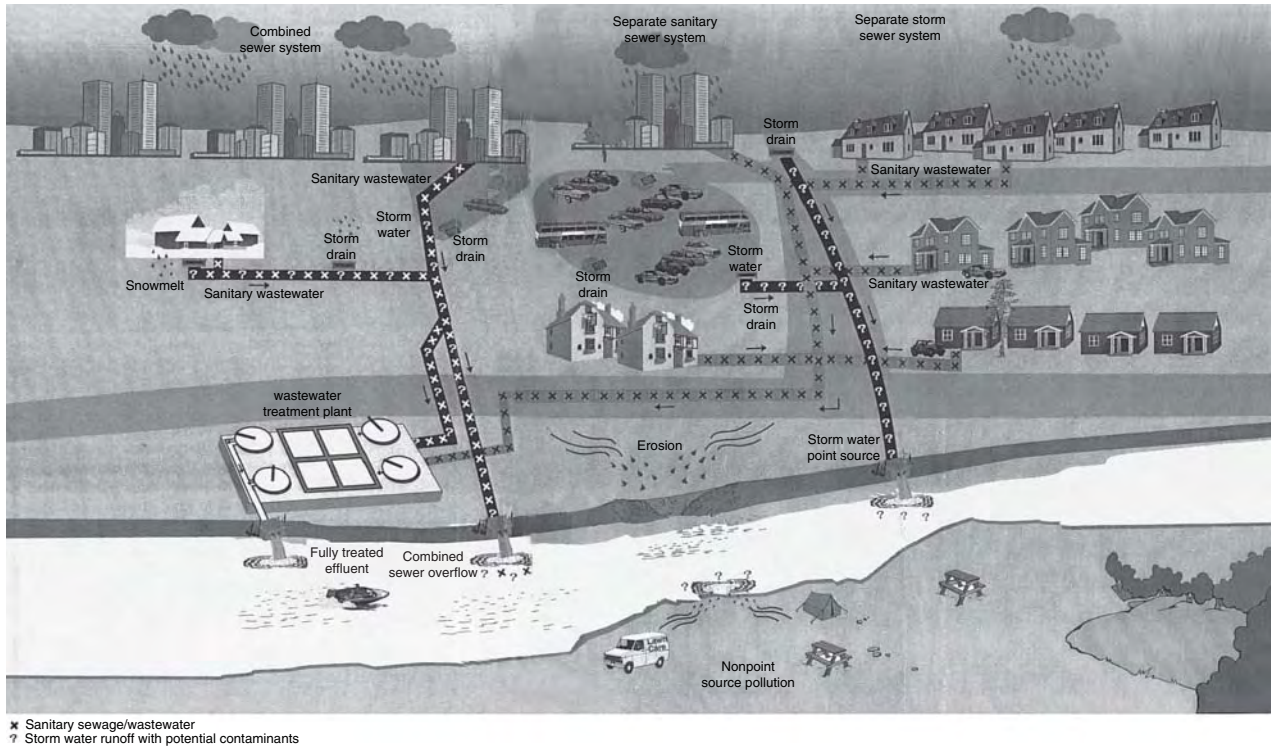 Combined
sewer system
Separate sanitary
sewer system
Separate storm
sewer system
Storm
drain
Sanitary wastewater
Sanitary wastewater
Storm
water
Storm
drain
Storm
drain
Snowmelt
Sanitary wastewater
Storm
drain
Storm
water
Storm
drain
Sanitary wastewater
wastewater
treatment plant
Erosion
Storm water
point source
Fully treated
effluent
Combined
sewer overflow
Lawn
Care
Nonpoint
source pollution
× Sanitary sewage/wastewater
? Storm water runoff with potential contaminants